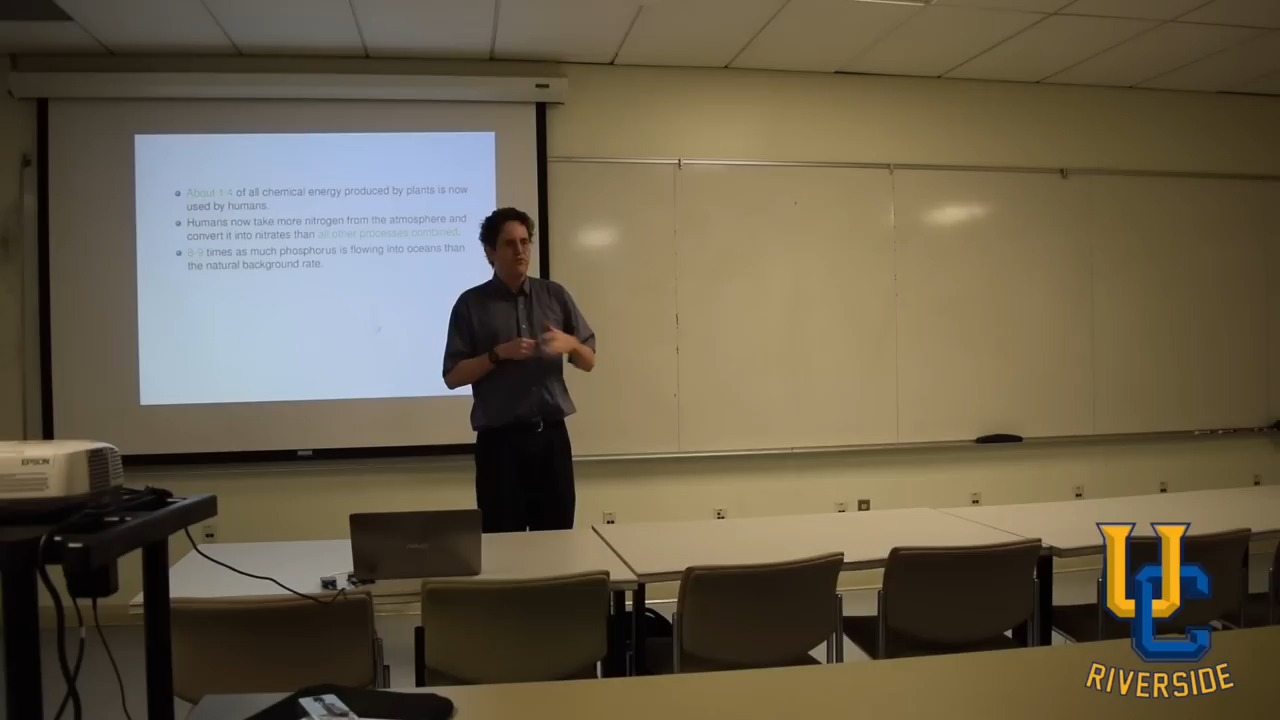 About 1/4 of all chemical energy produced by plants is now
used by humans.
Humans now take more nitrogen from the atmosphere and
convert it into nitrates than all other processes combined.
8-9 times as much phosphorus is flowing into oceans than
the natural background rate.
EPSON
UC
RIVERSIDE